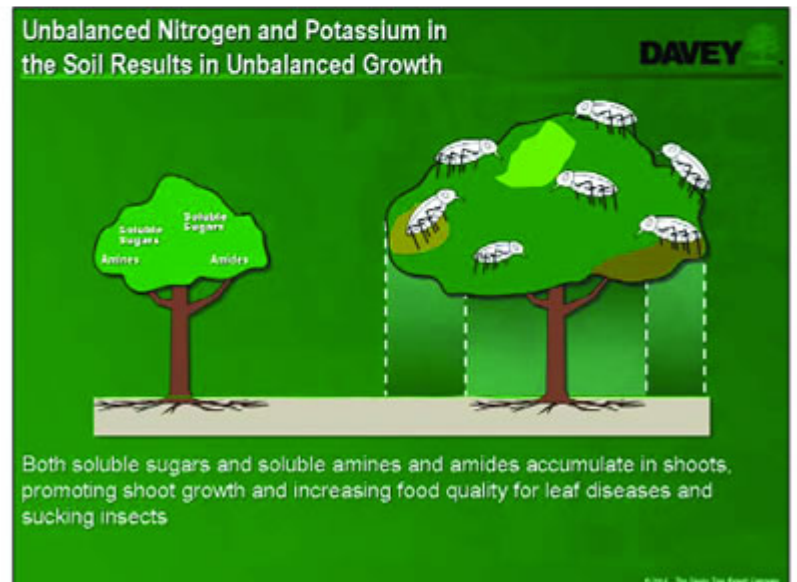 Unbalanced Nitrogen and Potassium in
the Soil Results in Unbalanced Growth
DAVEY
Soluble
Sugars
Soluble
Sugars
Amines
Amides
Both soluble sugars and soluble amines and amides accumulate in shoots,
promoting shoot growth and increasing food quality for leaf diseases and
sucking insects